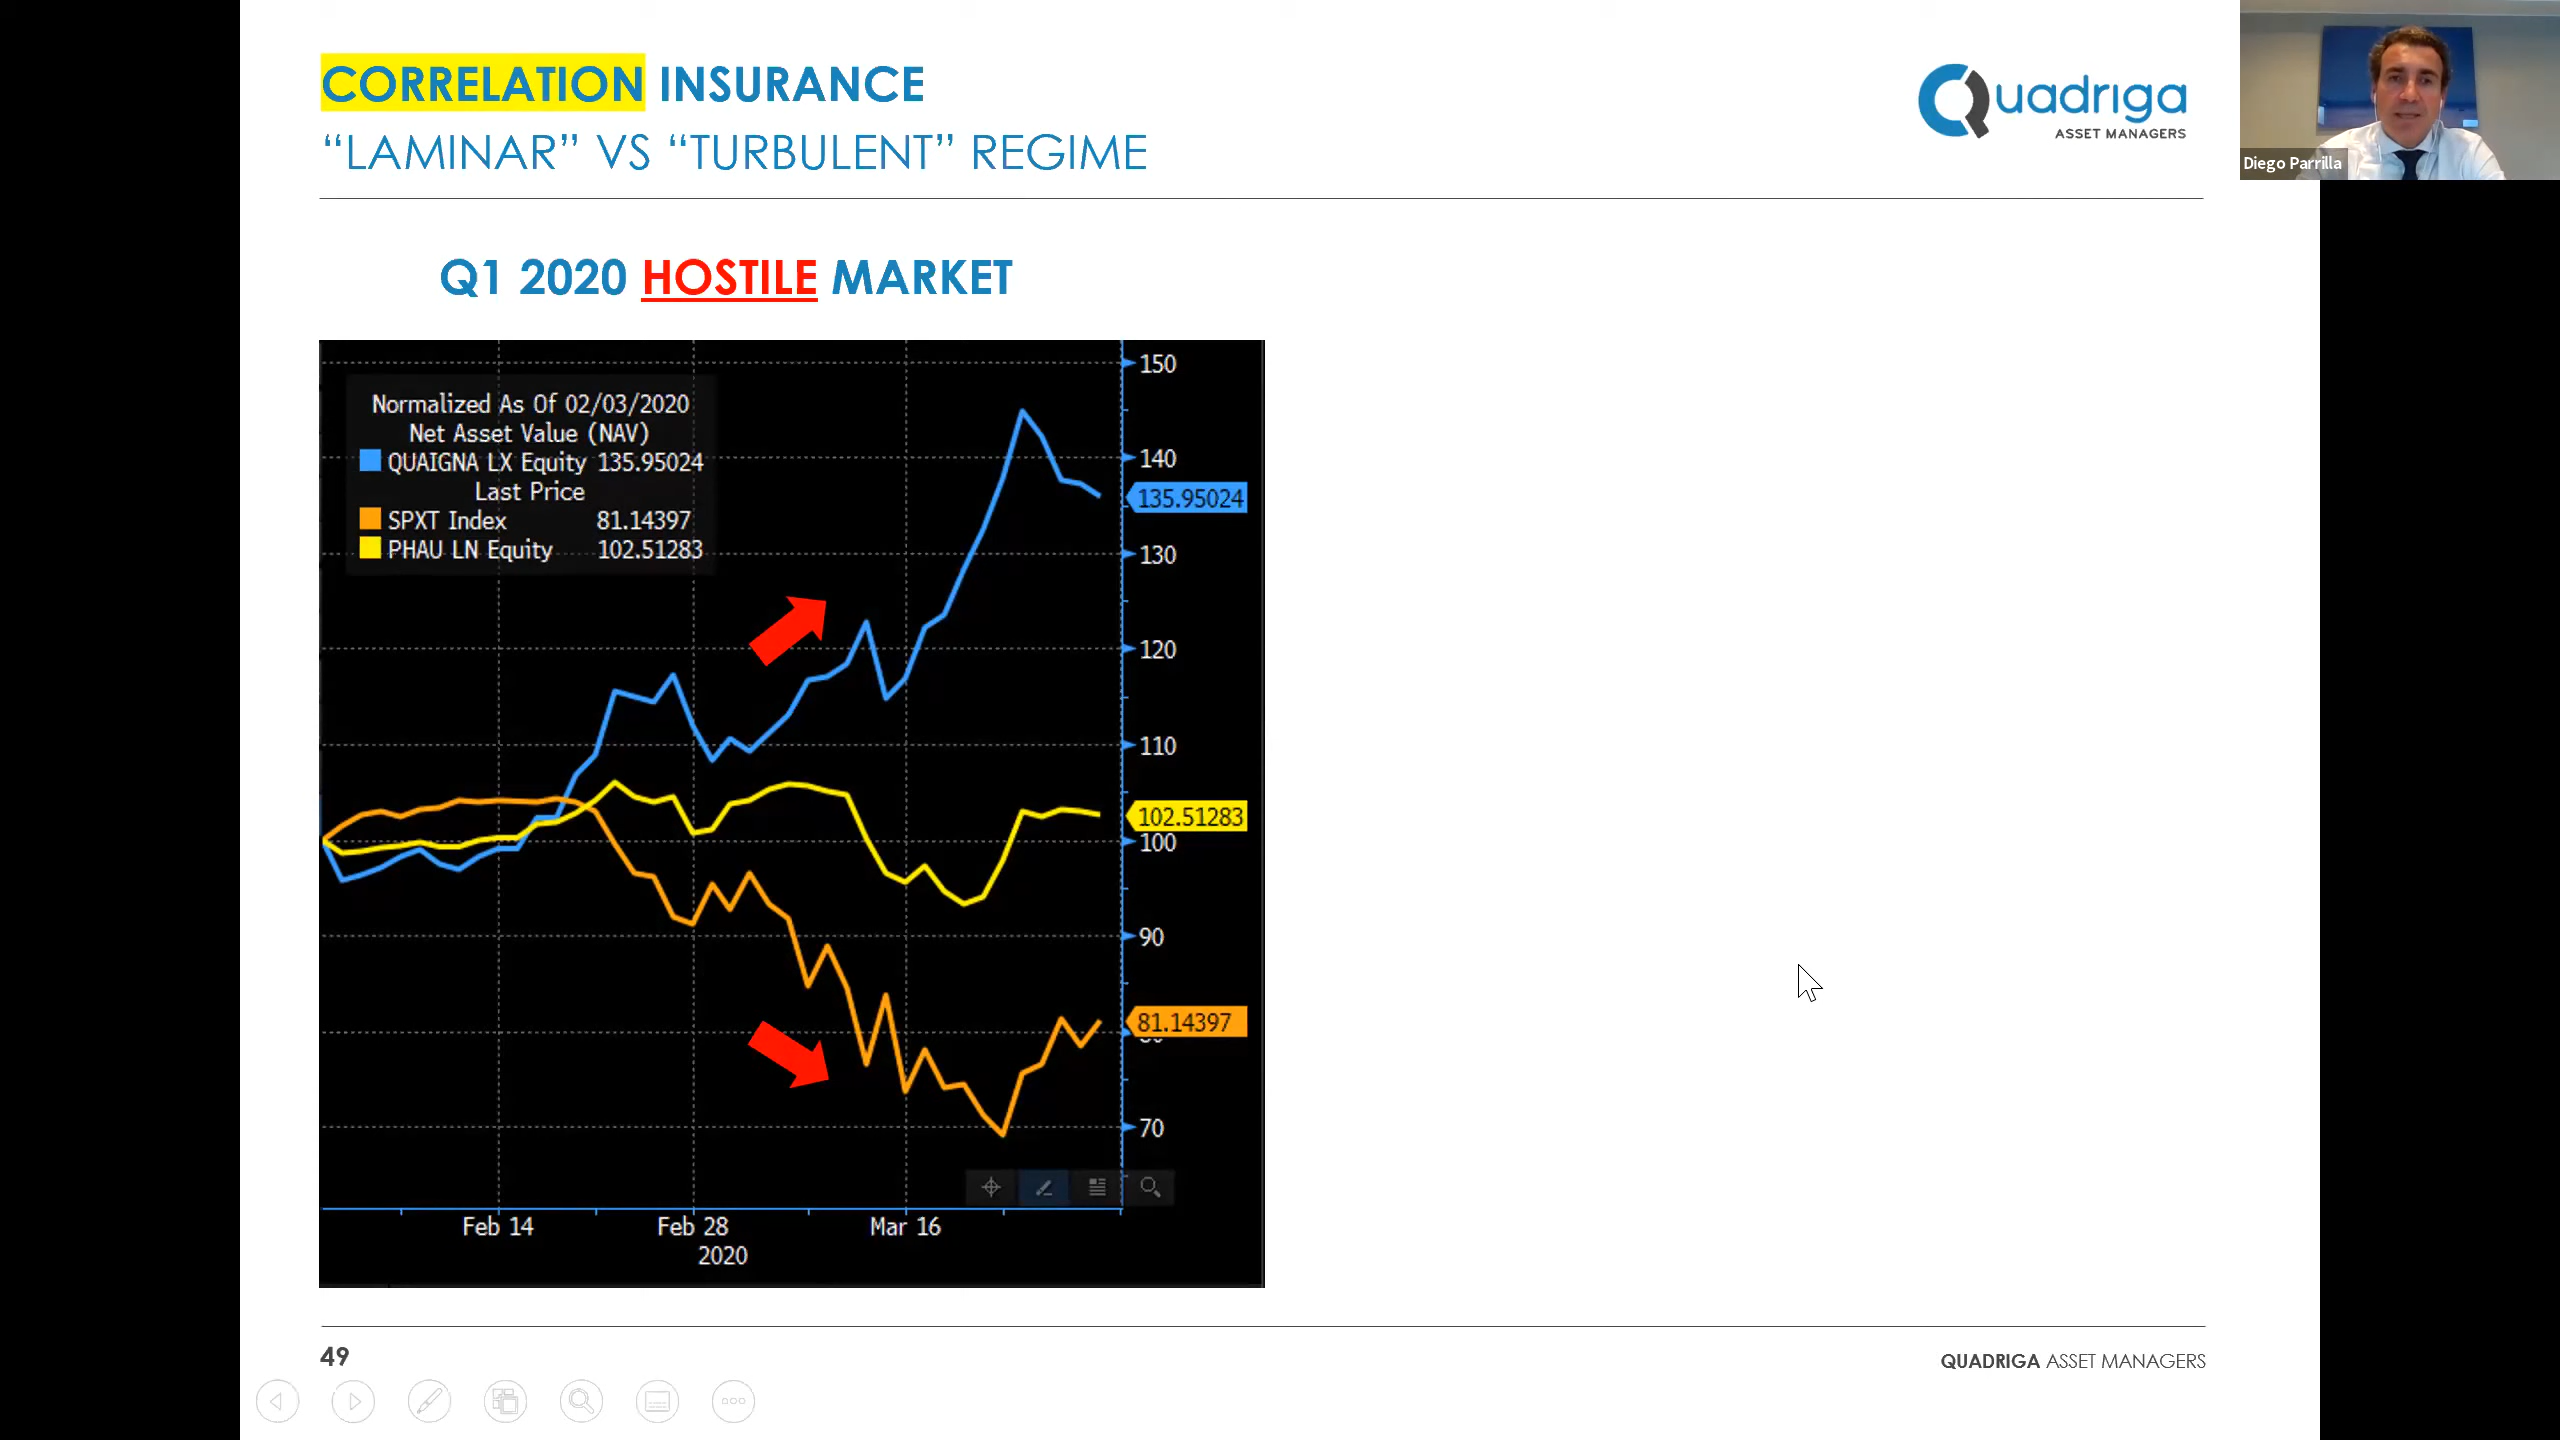 CORRELATION INSURANCE
“LAMINAR” VS “TURBULENT” REGIME
Quadriga
ASSET MANAGERS
Diego Parrilla
Q1 2020 HOSTILE MARKET
Normalized As Of 02/03/2020
Net Asset Value (NAV)
QUAIGNA LX Equity 135.95024
Last Price
SPXT Index 81.14397
PHAU LN Equity 102.51283
150
140
135.95024
130
120
110
102.51283
100
90
81.14397
70
Feb 14
Feb 28
Mar 16
2020
49
QUADRIGA ASSET MANAGERS